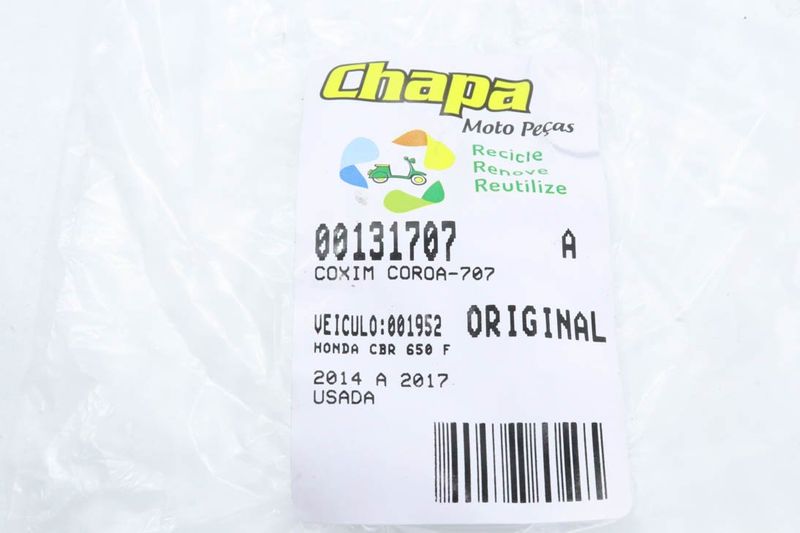 Chapa
Moto Peças
Recicle
Renove
Reutilize
00131707 A
COXIM COROA-707
VEICULO:001952 ORIGINAL
HONDA CBR 650 F
2014 A 2017
USADA